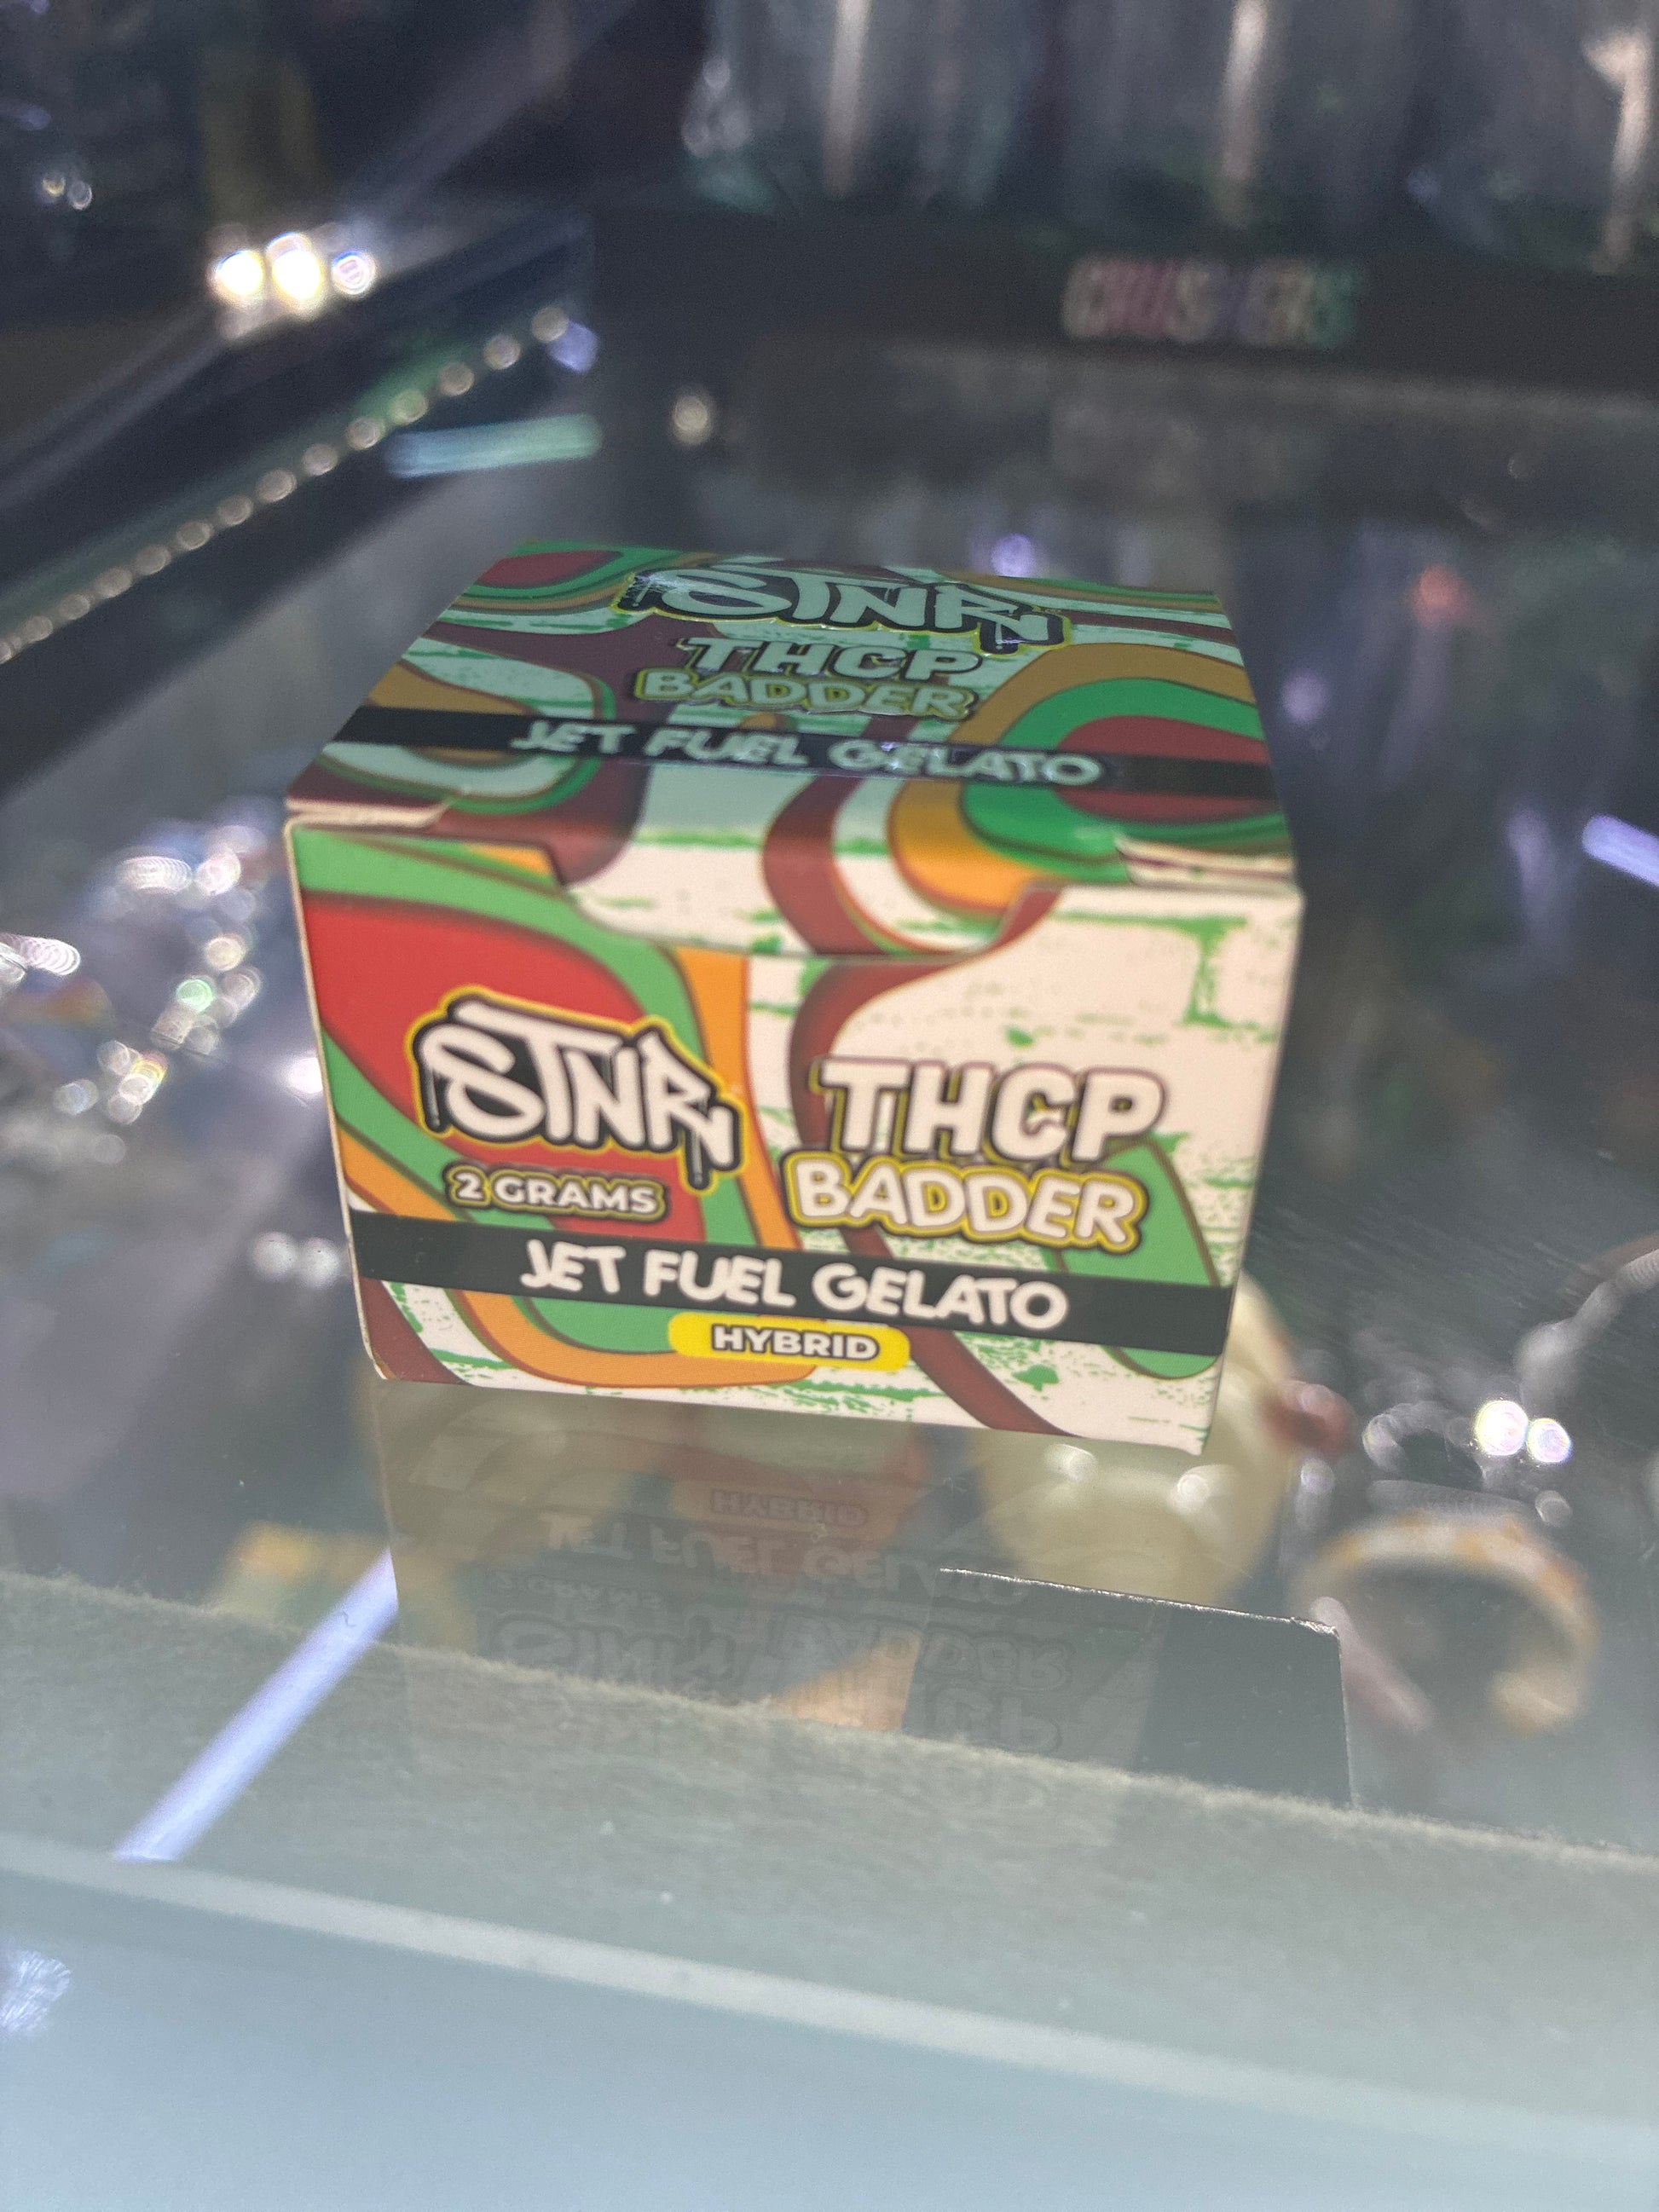 STNR
THCP
BADDER
JET FUEL GELATO
STNR
2 GRAMS
THCP
BADDER
JET FUEL GELATO
HYBRID